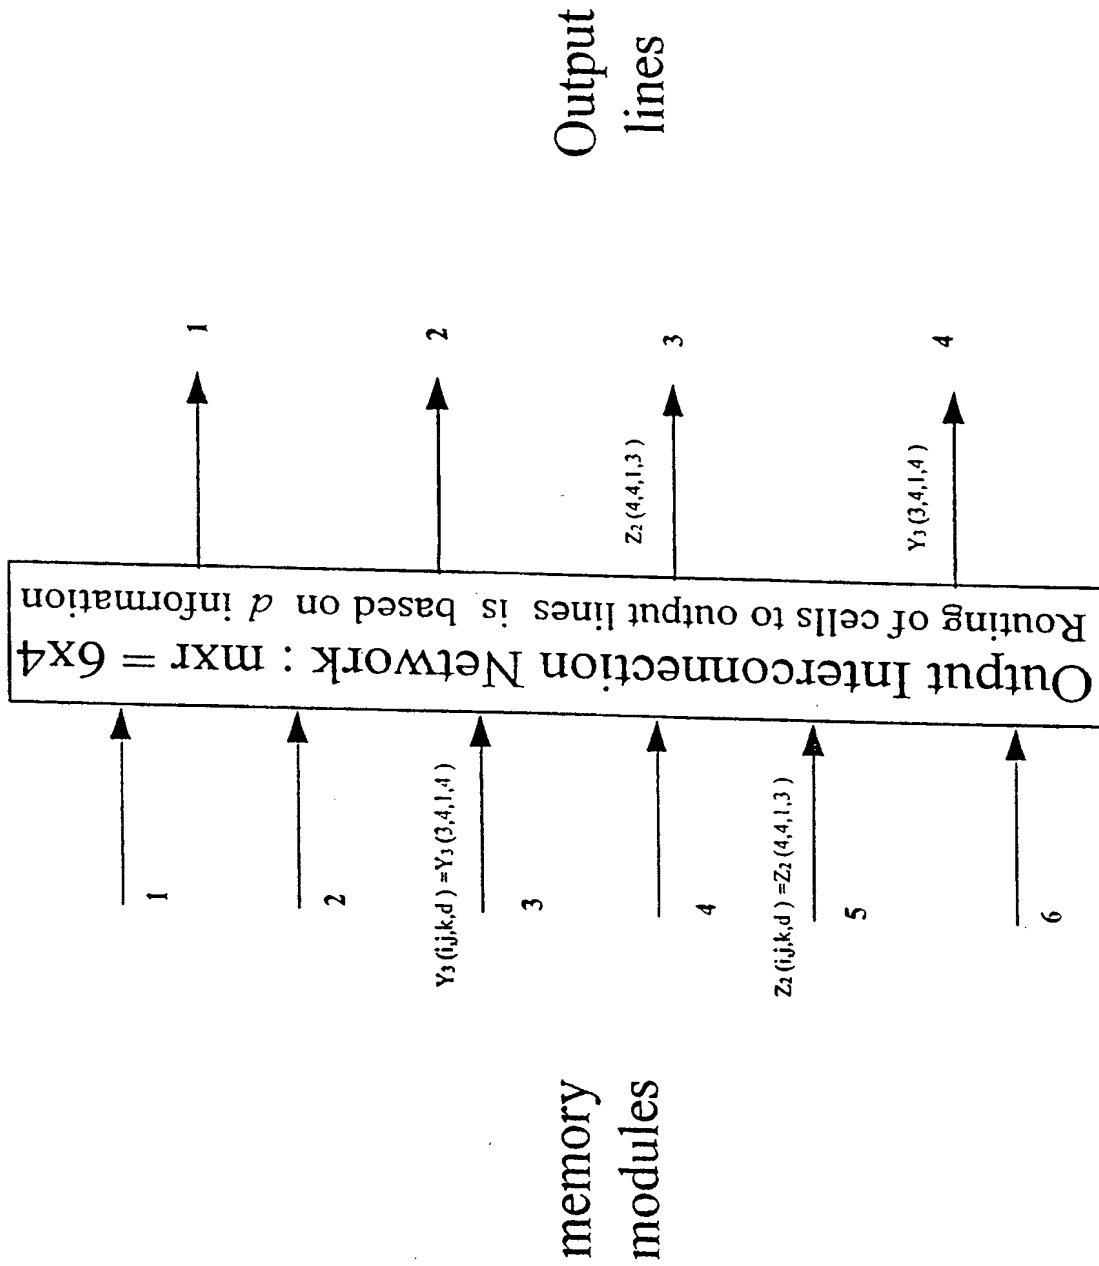 memory
modules
1
2
Y3 (i,j,k,d ) =Y3 (3,4,1,4)
3
4
Z2 (i,j,k,d ) =Z2 (4,4,1,3 )
5
6
Output Interconnection Network : mxr = 6x4
Routing of cells to output lines is based on d information
1
2
Z2 (4,4,1,3 )
3
Y3 (3,4,1,4 )
4
Output
lines